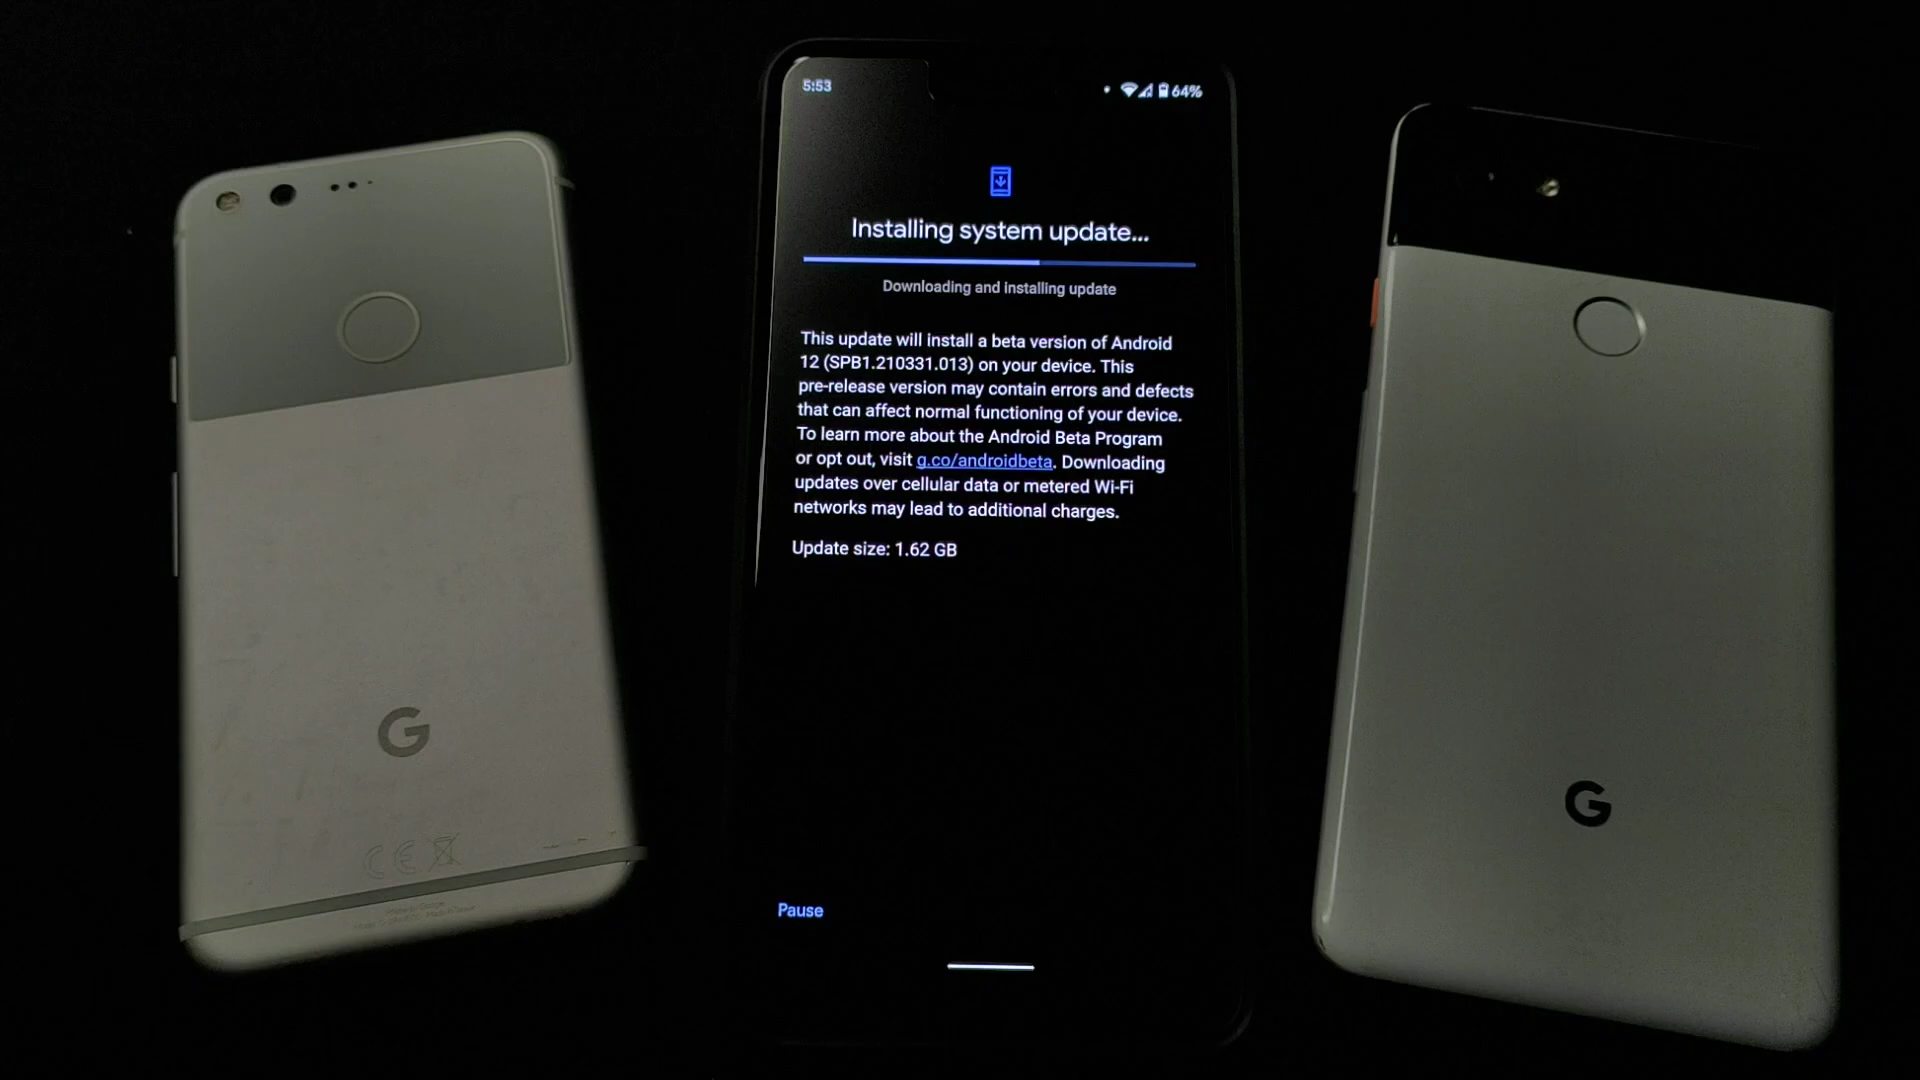 5:53
64%
Installing system update...
Downloading and installing update
This update will install a beta version of Android
12 (SPB1.210331.013) on your device. This
pre-release version may contain errors and defects
that can affect normal functioning of your device.
To learn more about the Android Beta Program
or opt out, visit g.co/androidbeta. Downloading
updates over cellular data or metered Wi-Fi
networks may lead to additional charges.
Update size: 1.62 GB
Pause
G
G